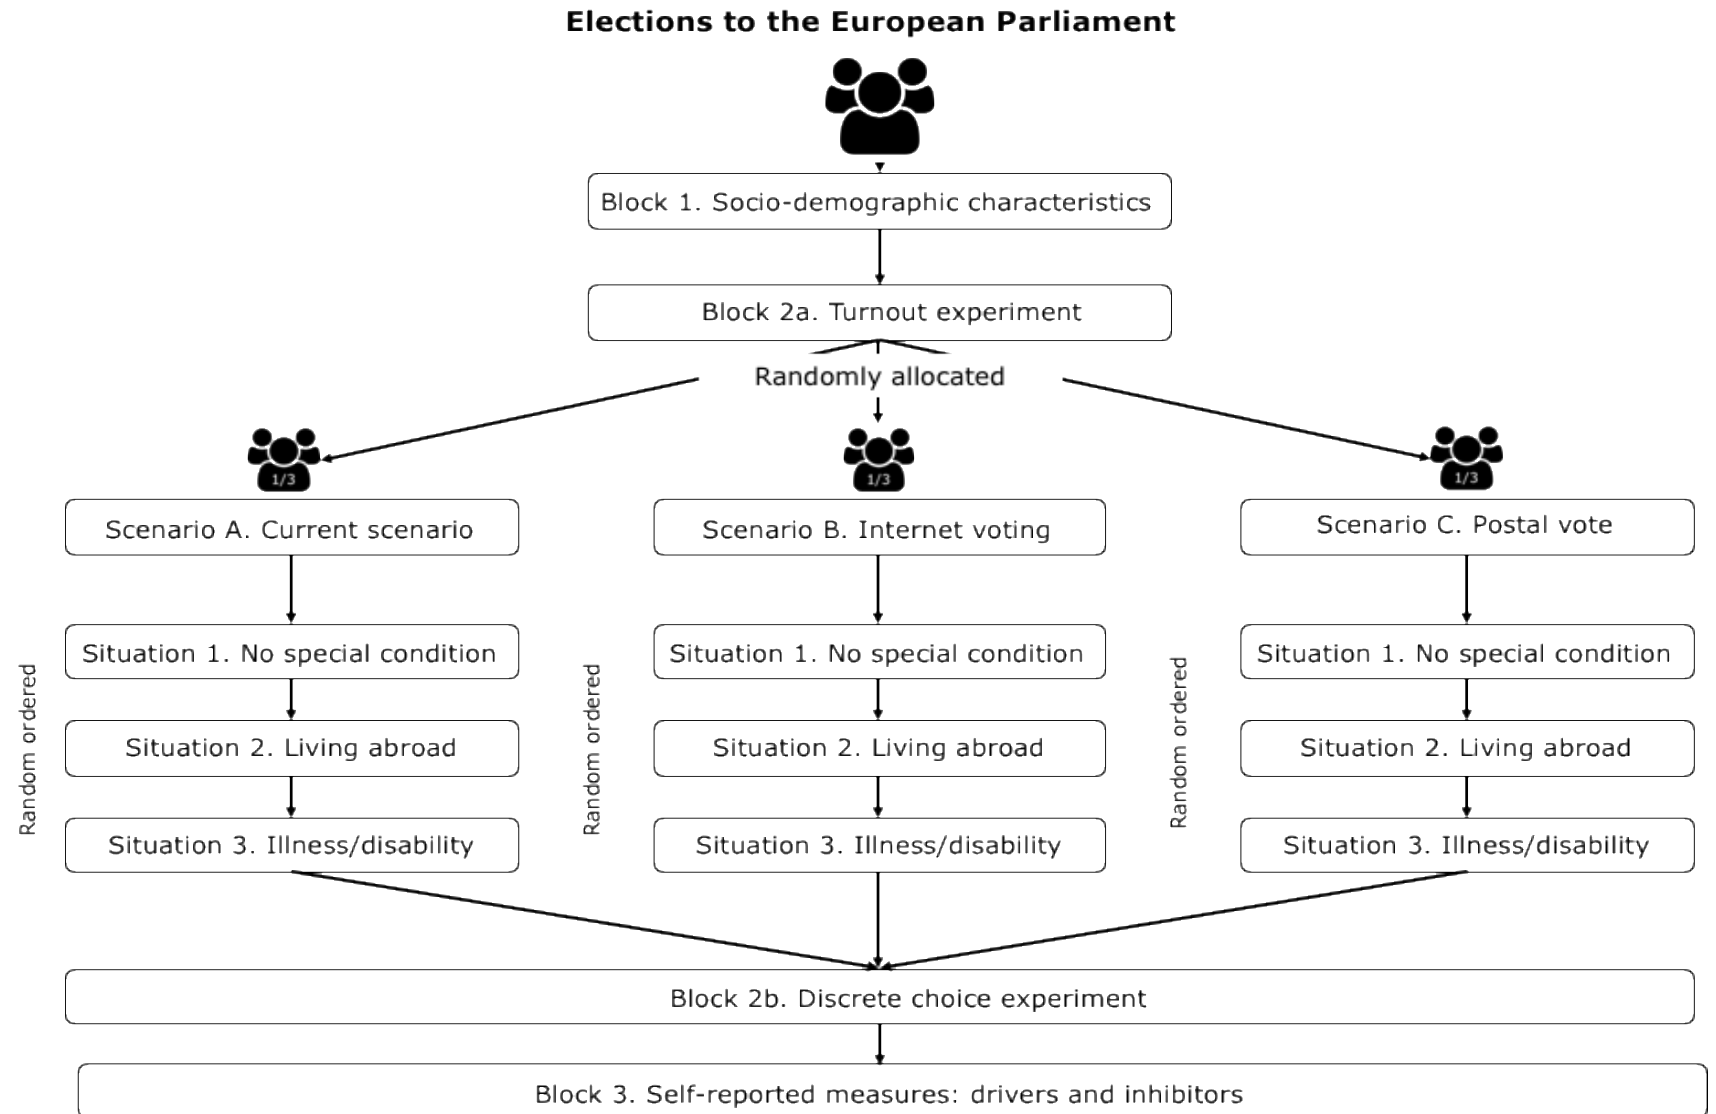 Elections to the European Parliament
Block 1. Socio-demographic characteristics
Block 2a. Turnout experiment
Randomly allocated
1/3
1/3
1/3
Scenario A. Current scenario
Scenario B. Internet voting
Scenario C. Postal vote
Random ordered
Situation 1. No special condition
Situation 2. Living abroad
Situation 3. Illness/disability
Random ordered
Situation 1. No special condition
Situation 2. Living abroad
Situation 3. Illness/disability
Random ordered
Situation 1. No special condition
Situation 2. Living abroad
Situation 3. Illness/disability
Block 2b. Discrete choice experiment
Block 3. Self-reported measures: drivers and inhibitors